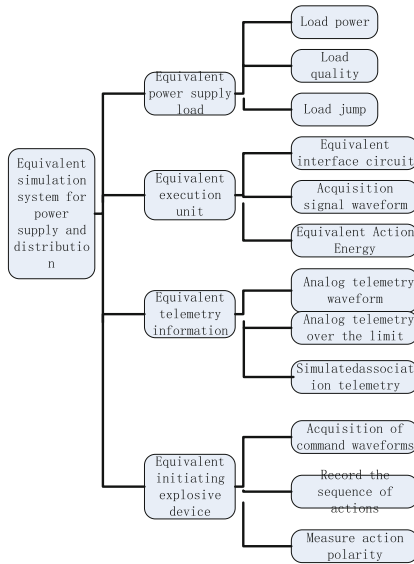 Equivalent
simulation
system for
power
supply and
distributio
n
Equivalent
power supply
load
Load power
Load
quality
Load jump
Equivalent
execution
unit
Equivalent
interface circuit
Acquisition
signal waveform
Equivalent Action
Energy
Equivalent
telemetry
information
Analog telemetry
waveform
Analog telemetry
over the limit
Simulatedassociat
ion telemetry
Equivalent
initiating
explosive
device
Acquisition of
command waveforms
Record the
sequence of
actions
Measure action
polarity